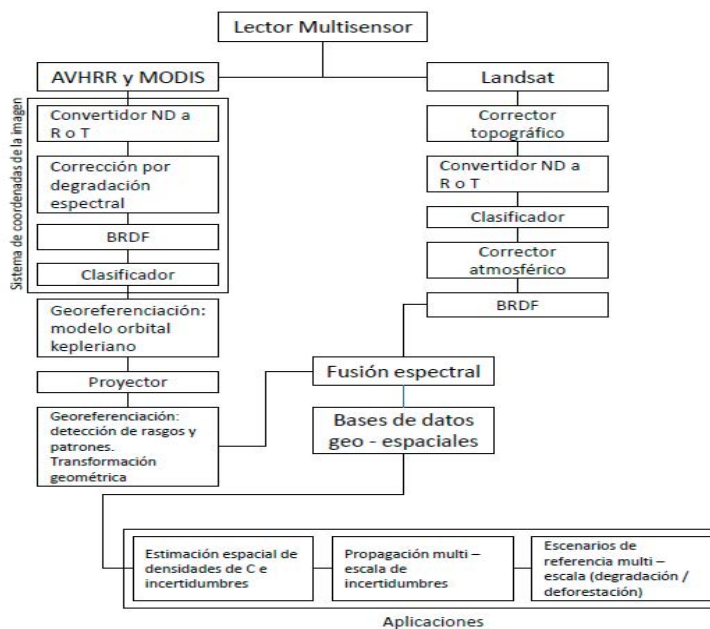 Lector Multisensor
AVHRR y MODIS
Landsat
Sistema de coordenadas de la imagen
Convertidor ND a
R o T
Corrección por
degradación
espectral
BRDF
Clasificador
Georeferenciación:
modelo orbital
kepleriano
Proyector
Georeferenciación:
detección de rasgos y
patrones.
Transformación
geométrica
Corrector
topográfico
Convertidor ND a
R o T
Clasificador
Corrector
atmosférico
BRDF
Fusión espectral
Bases de datos
geo - espaciales
Estimación espacial de
densidades de C e
incertidumbres
Propagación multi –
escala de
incertidumbres
Escenarios de
referencia multi –
escala (degradación /
deforestación)
Aplicaciones